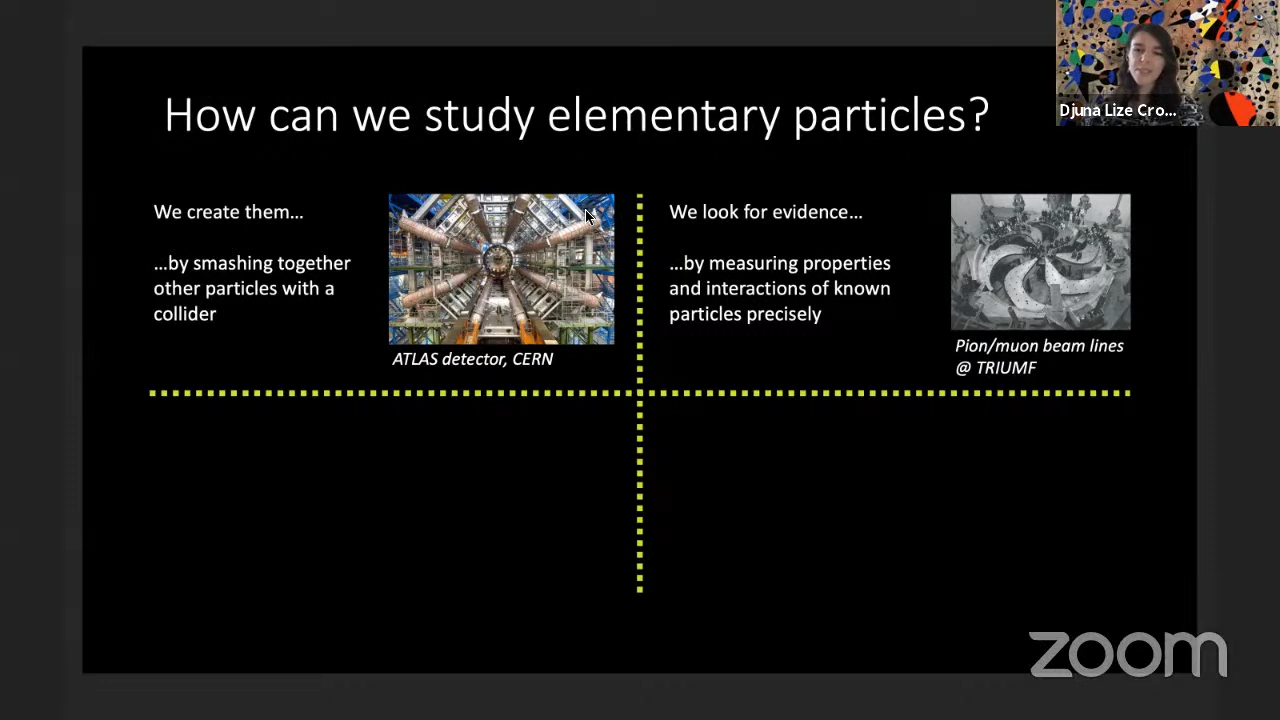 How can we study elementary particles?
Djuna Lize Cro...
We create them...
...by smashing together
other particles with a
collider
ATLAS detector, CERN
We look for evidence...
...by measuring properties
and interactions of known
particles precisely
Pion/muon beam lines
@ TRIUMF
zoom